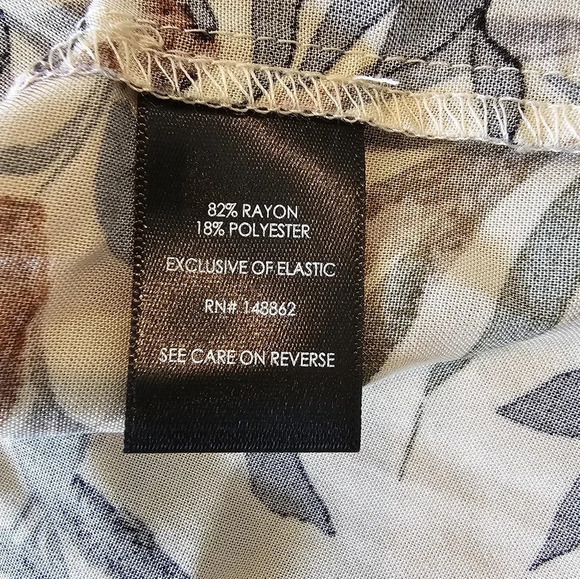 82% RAYON
18% POLYESTER
EXCLUSIVE OF ELASTIC
RN# 148862
SEE CARE ON REVERSE